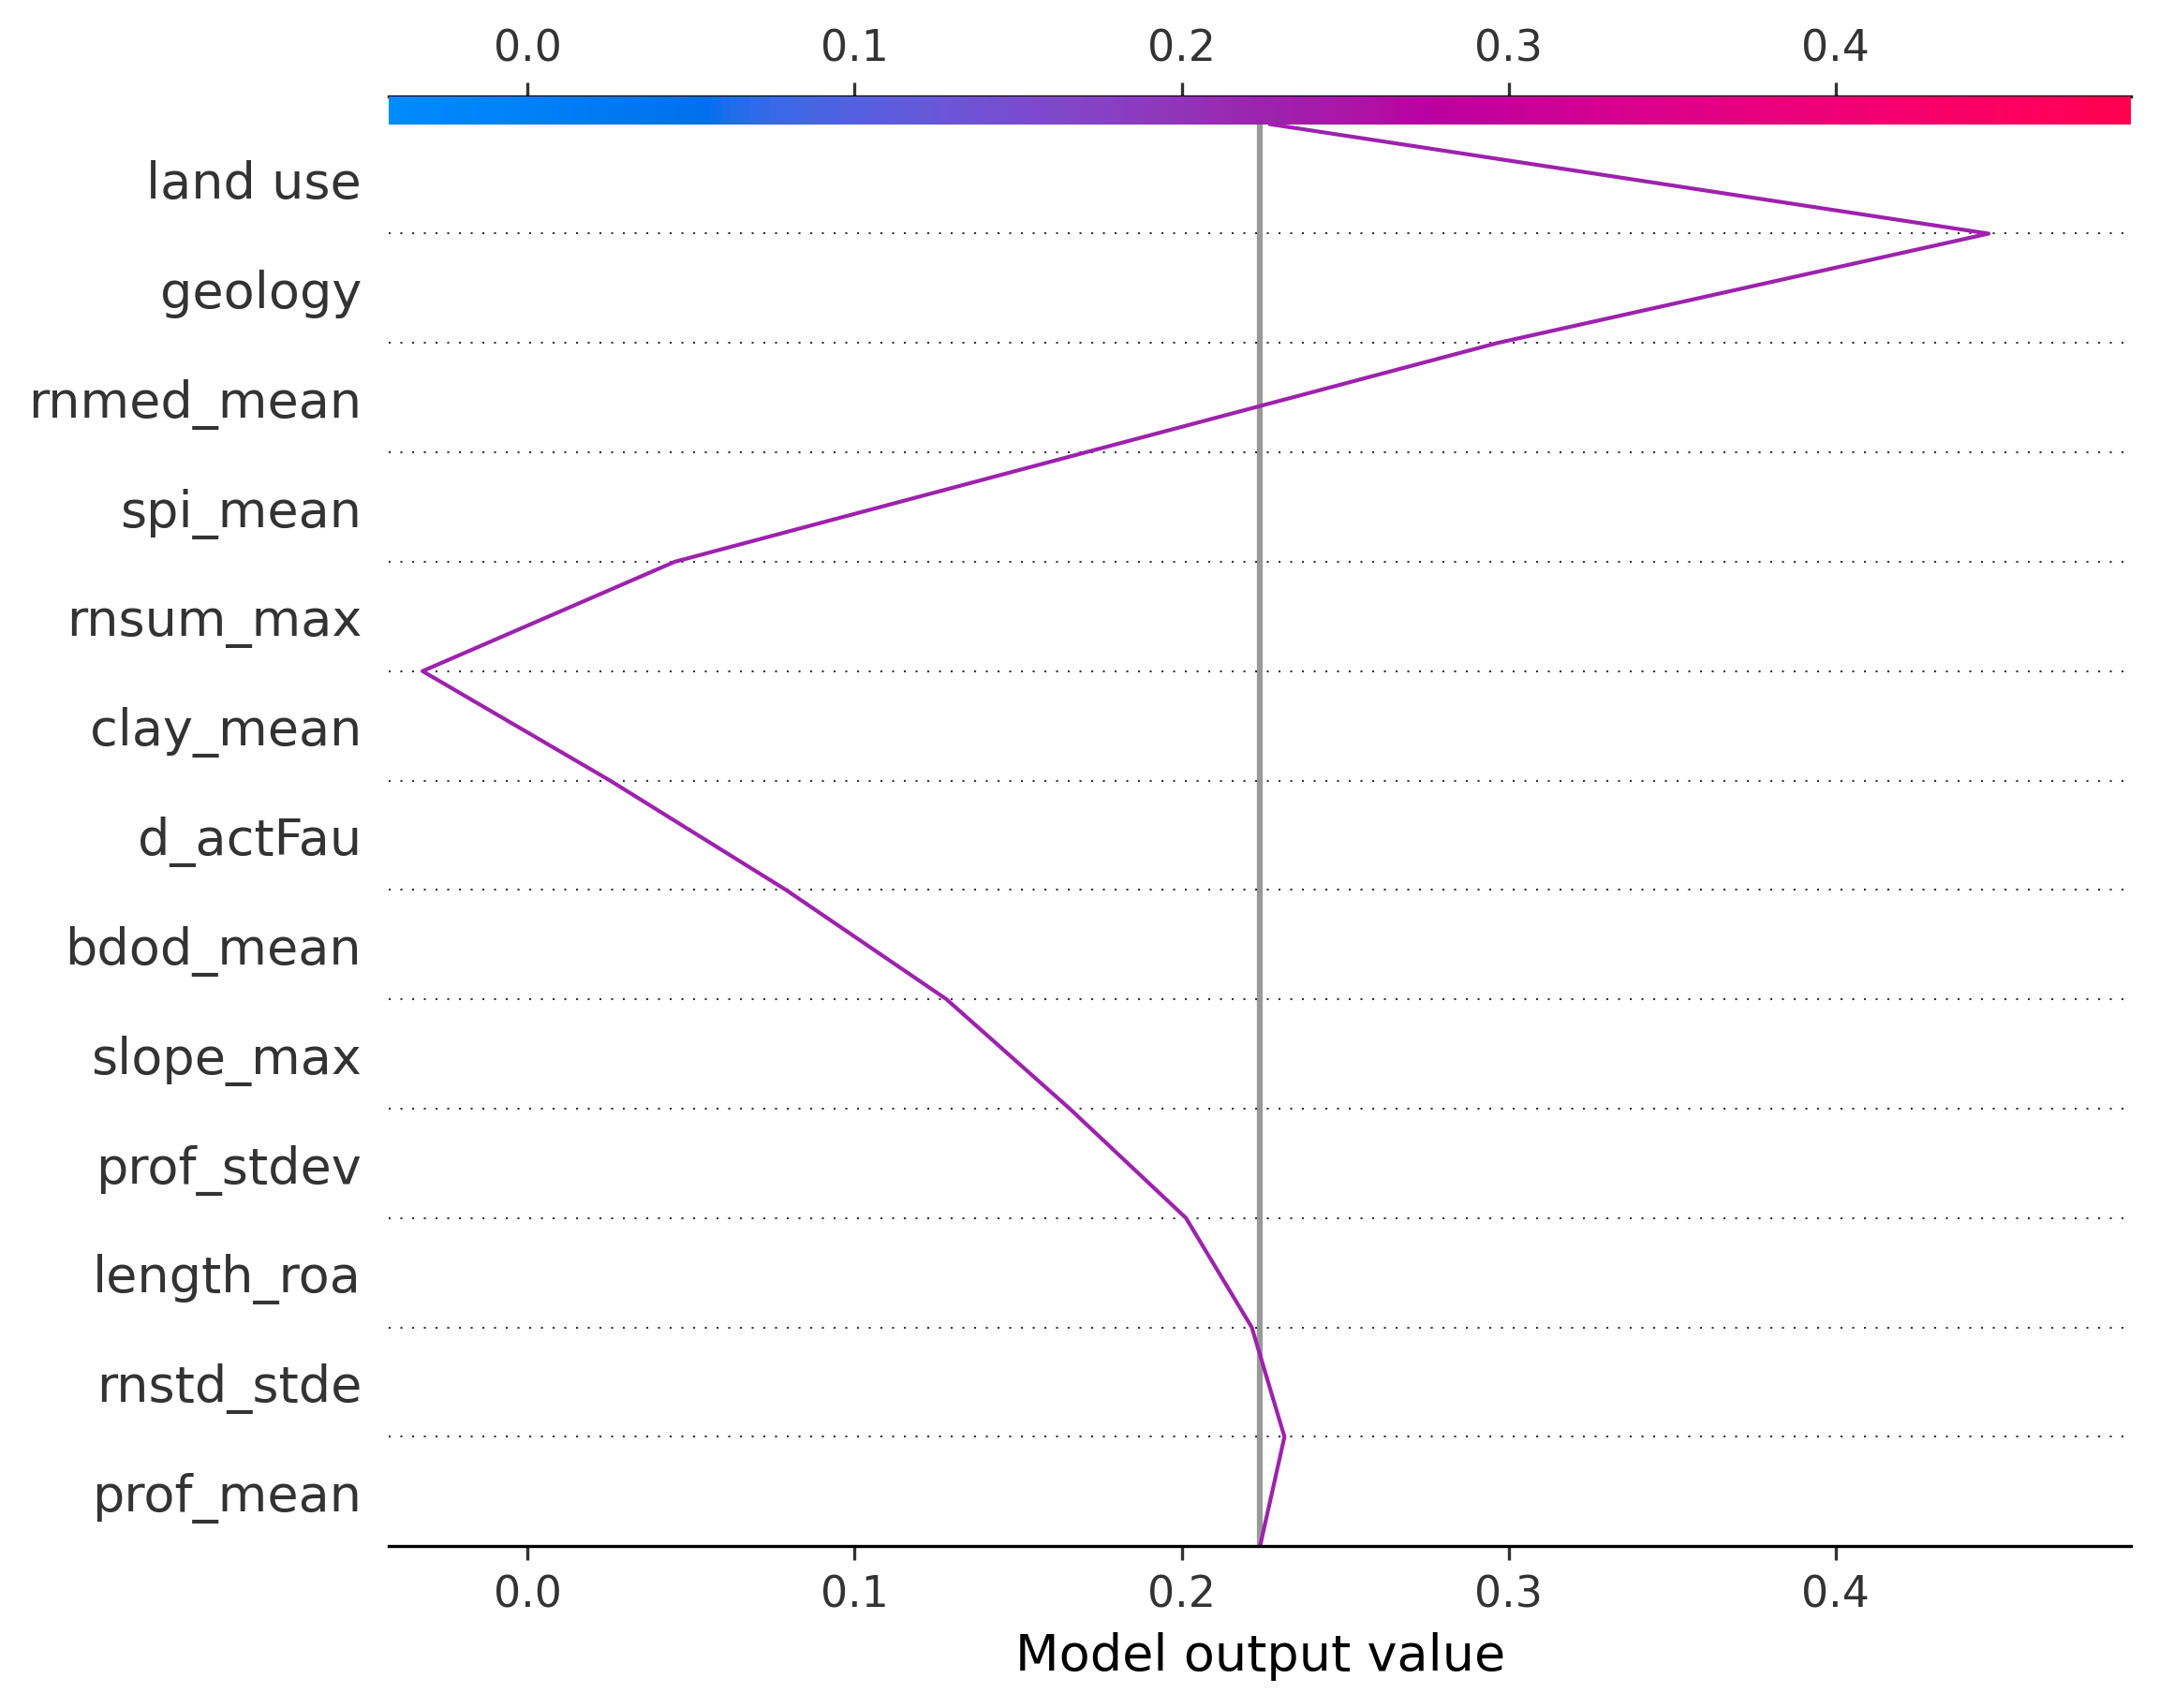 0.0 0.1 0.2 0.3 0.4
land use
geology
rnmed_mean
spi_mean
rnsum_max
clay_mean
d_actFau
bdod_mean
slope_max
prof_stdev
length_roa
rnstd_stde
prof_mean
0.0 0.1 0.2 0.3 0.4
Model output value